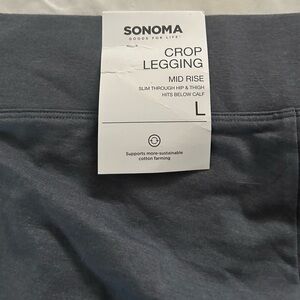 SONOMA
GOODS FOR LIFE
CROP
LEGGING
MID RISE
SLIM THROUGH HIP & THIGH
HITS BELOW CALF
L
Supports more-sustainable
cotton farming